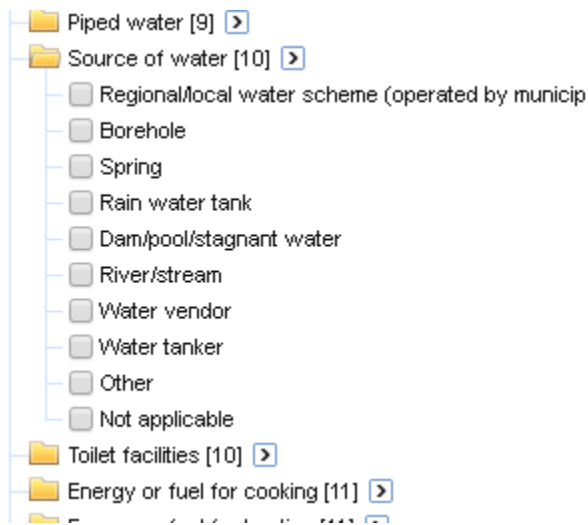 Piped water [9]
Source of water [10]
Regional/local water scheme (operated by municip
Borehole
Spring
Rain water tank
Dam/pool/stagnant water
River/stream
Water vendor
Water tanker
Other
Not applicable
Toilet facilities [10]
Energy or fuel for cooking [11]